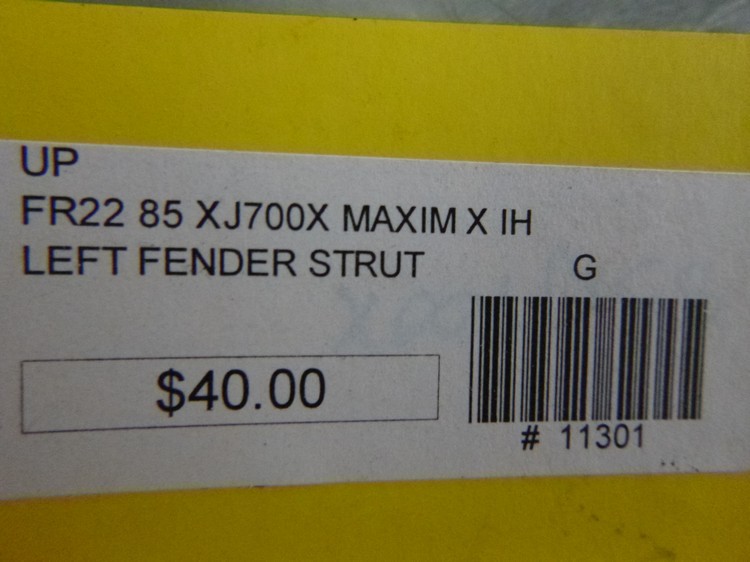 UP
FR22 85 XJ700X MAXIM X IH
LEFT FENDER STRUT G
$40.00
# 11301